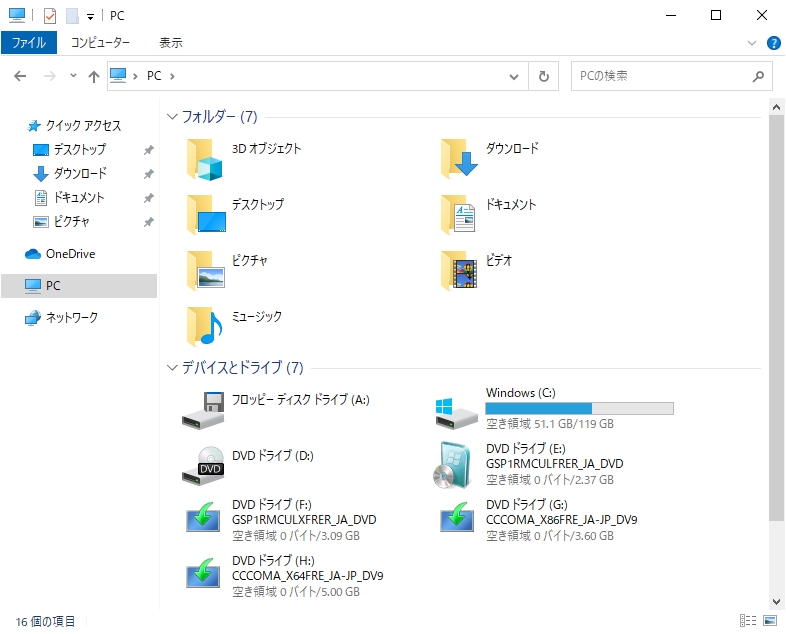 PC
ファイル
コンピューター
表示
PC
PCの検索
クイック アクセス
デスクトップ
ダウンロード
ドキュメント
ピクチャ
OneDrive
PC
ネットワーク
フォルダー (7)
3D オブジェクト
ダウンロード
デスクトップ
ドキュメント
ピクチャ
ビデオ
ミュージック
デバイスとドライブ (7)
フロッピー ディスク ドライブ (A:)
Windows (C:)
空き領域 51.1 GB/119 GB
DVD
DVD ドライブ (D:)
DVD ドライブ (E:)
GSP1RMCULFRER_JA_DVD
空き領域 0 バイト/2.37 GB
DVD ドライブ (F:)
GSP1RMCULXFRER_JA_DVD
空き領域 0 バイト/3.09 GB
DVD ドライブ (G:)
CCCOMA_X86FRE_JA-JP_DV9
空き領域 0 バイト/3.60 GB
DVD ドライブ (H:)
CCCOMA_X64FRE_JA-JP_DV9
空き領域 0 バイト/5.00 GB
16 個の項目